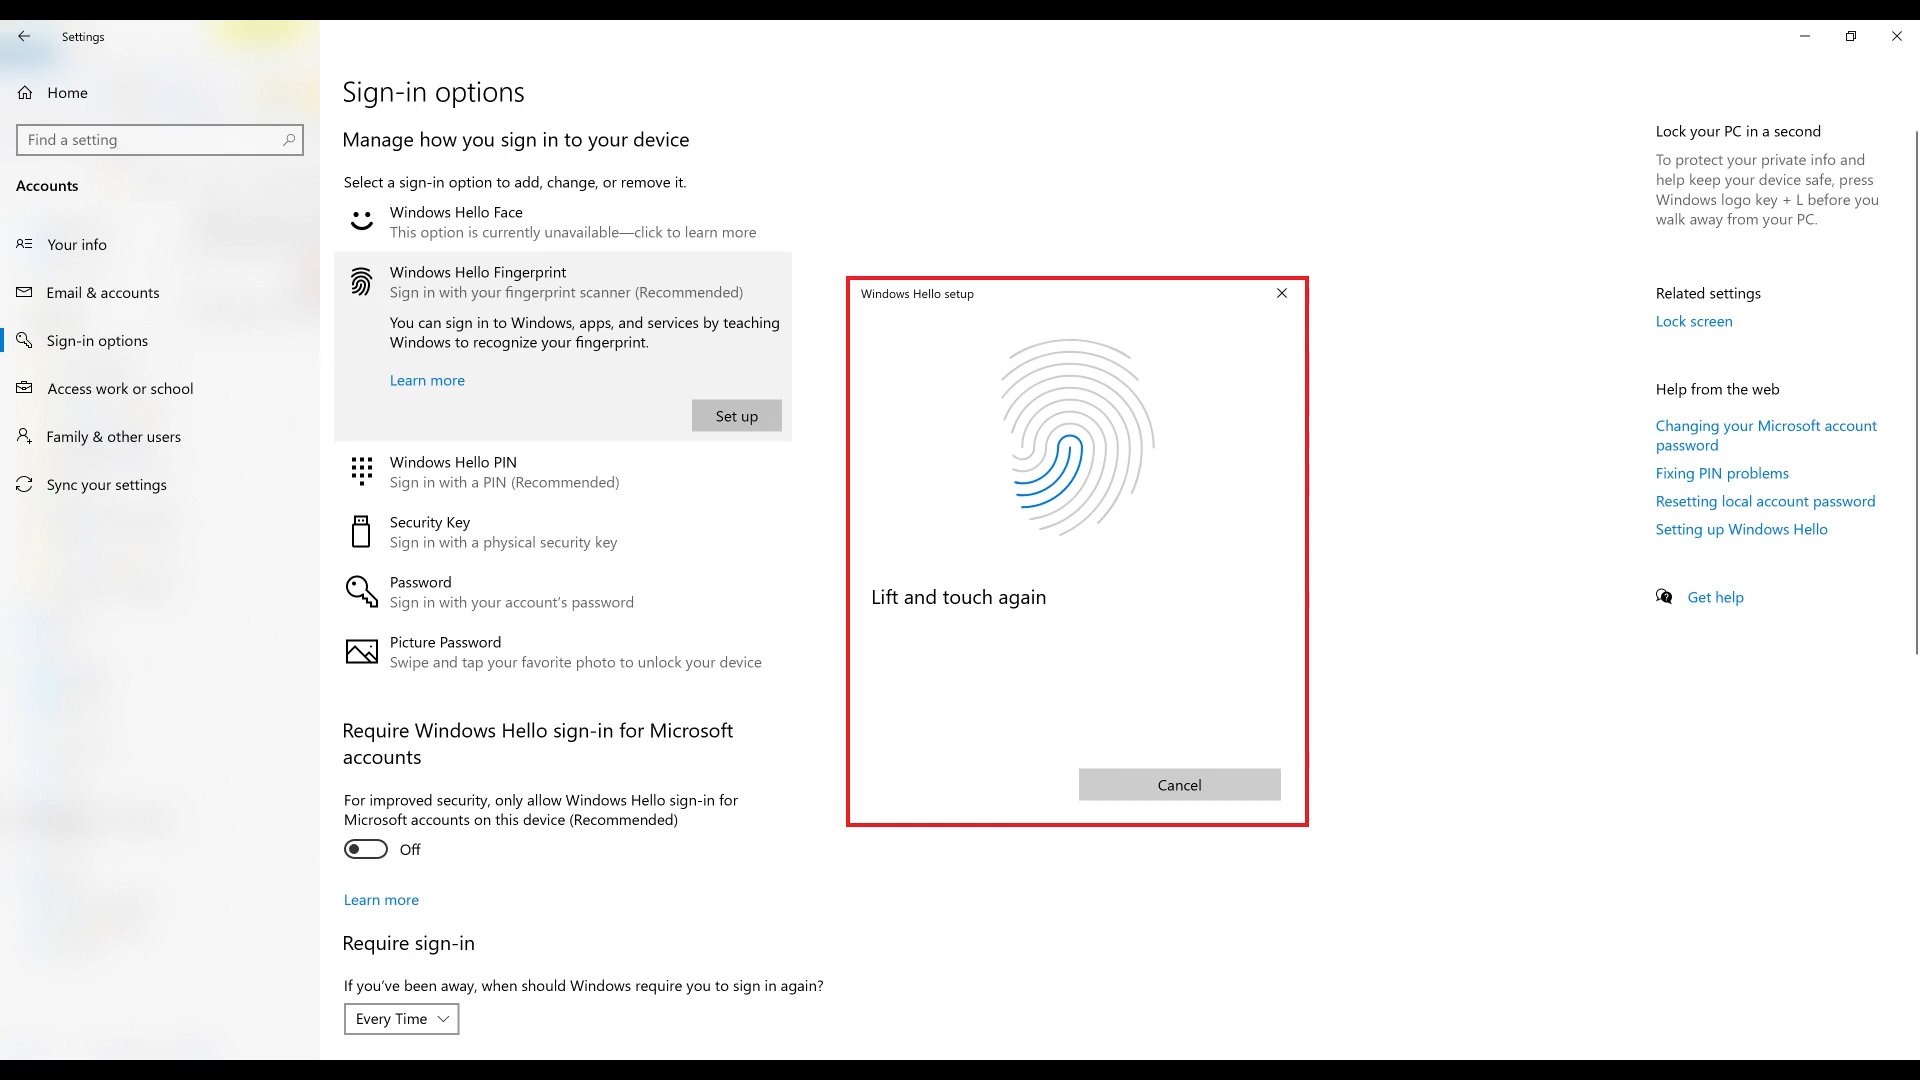 Settings
Home
Find a setting
Accounts
Your info
Email & accounts
Sign-in options
Access work or school
Family & other users
Sync your settings
Sign-in options
Manage how you sign in to your device
Select a sign-in option to add, change, or remove it.
Windows Hello Face
This option is currently unavailable—click to learn more
Windows Hello Fingerprint
Sign in with your fingerprint scanner (Recommended)
You can sign in to Windows, apps, and services by teaching
Windows to recognize your fingerprint.
Learn more
Set up
Windows Hello PIN
Sign in with a PIN (Recommended)
Security Key
Sign in with a physical security key
Password
Sign in with your account's password
Picture Password
Swipe and tap your favorite photo to unlock your device
Require Windows Hello sign-in for Microsoft
accounts
For improved security, only allow Windows Hello sign-in for
Microsoft accounts on this device (Recommended)
Off
Learn more
Require sign-in
If you've been away, when should Windows require you to sign in again?
Every Time
Windows Hello setup
Lift and touch again
Cancel
Lock your PC in a second
To protect your private info and
help keep your device safe, press
Windows logo key + L before you
walk away from your PC.
Related settings
Lock screen
Help from the web
Changing your Microsoft account
password
Fixing PIN problems
Resetting local account password
Setting up Windows Hello
Get help